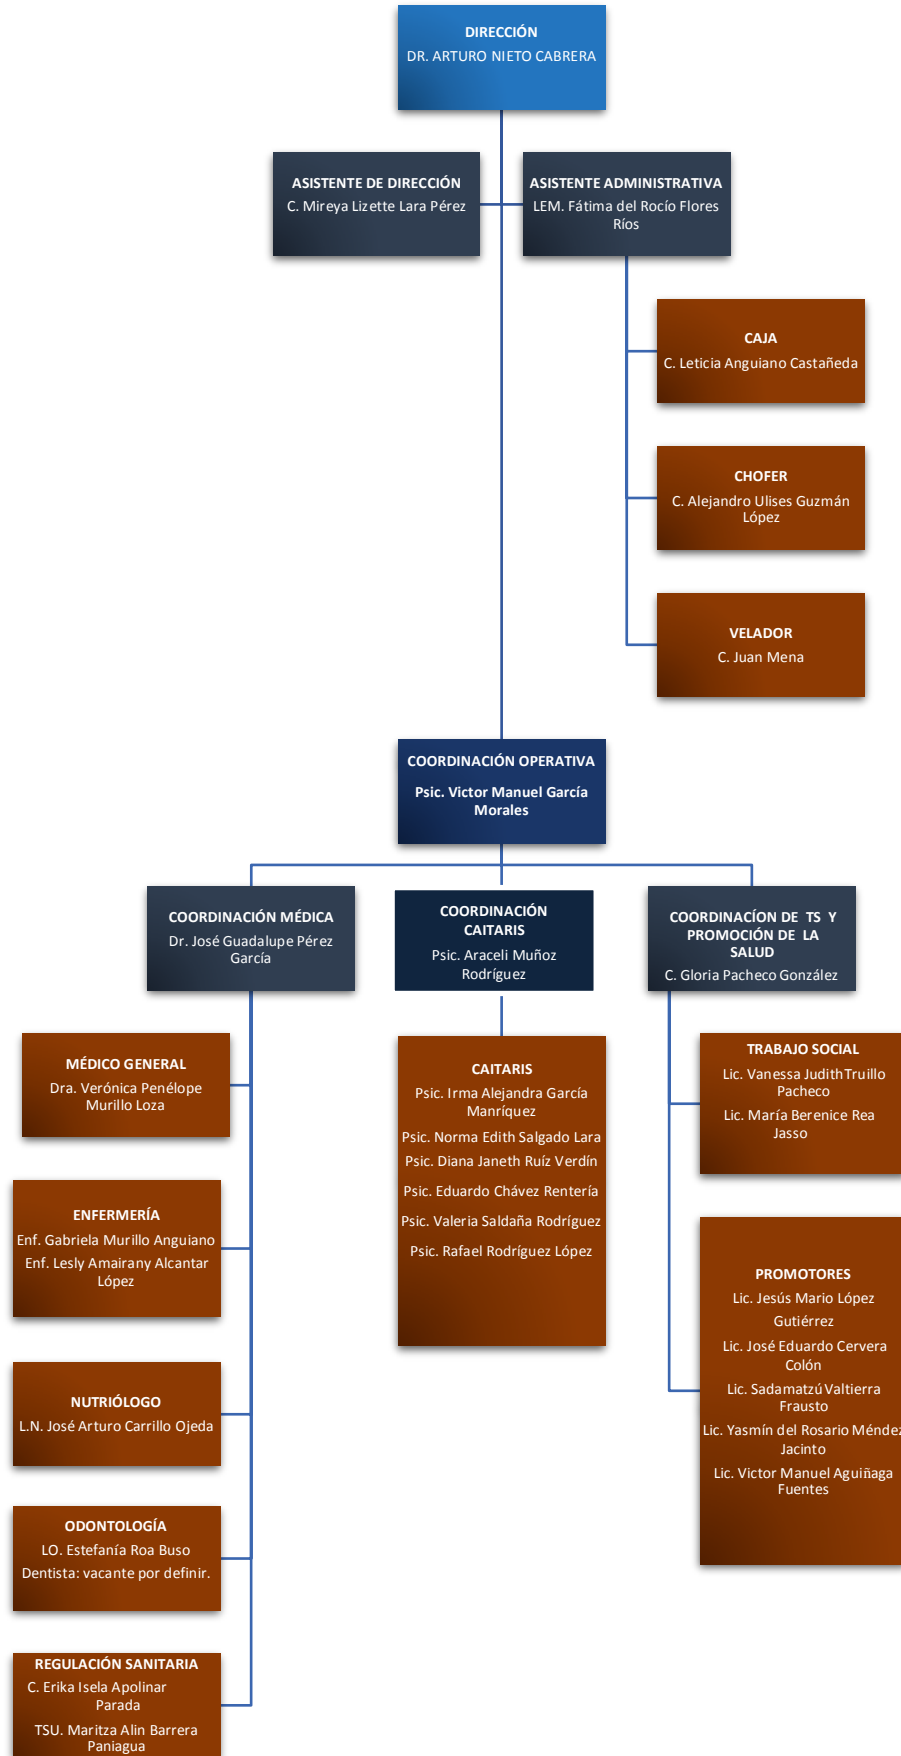 DIRECCIÓN
DR. ARTURO NIETO CABRERA
ASISTENTE DE DIRECCIÓN
C. Mireya Lizette Lara Pérez
ASISTENTE ADMINISTRATIVA
LEM. Fátima del Rocío Flores
Ríos
CAJA
C. Leticia Anguiano Castañeda
CHOFER
C. Alejandro Ulises Guzmán
López
VELADOR
C. Juan Mena
COORDINACIÓN OPERATIVA
Psic. Victor Manuel García
Morales
COORDINACIÓN MÉDICA
Dr. José Guadalupe Pérez
García
COORDINACIÓN
CAITARIS
Psic. Araceli Muñoz
Rodríguez
COORDINACÍON DE TS Y
PROMOCIÓN DE LA
SALUD
C. Gloria Pacheco González
MÉDICO GENERAL
Dra. Verónica Penélope
Murillo Loza
ENFERMERÍA
Enf. Gabriela Murillo Anguiano
Enf. Lesly Amairany Alcantar
López
NUTRIÓLOGO
L.N. José Arturo Carrillo Ojeda
ODONTOLOGÍA
LO. Estefanía Roa Buso
Dentista: vacante por definir.
REGULACIÓN SANITARIA
C. Erika Isela Apolinar
Parada
TSU. Maritza Alin Barrera
Paniagua
CAITARIS
Psic. Irma Alejandra García
Manríquez
Psic. Norma Edith Salgado Lara
Psic. Diana Janeth Ruíz Verdín
Psic. Eduardo Chávez Rentería
Psic. Valeria Saldaña Rodríguez
Psic. Rafael Rodríguez López
TRABAJO SOCIAL
Lic. Vanessa Judith Truillo
Pacheco
Lic. María Berenice Rea
Jasso
PROMOTORES
Lic. Jesús Mario López
Gutiérrez
Lic. José Eduardo Cervera
Colón
Lic. Sadamatzú Valtierra
Frausto
Lic. Yasmín del Rosario Méndez
Jacinto
Lic. Victor Manuel Aguiñaga
Fuentes